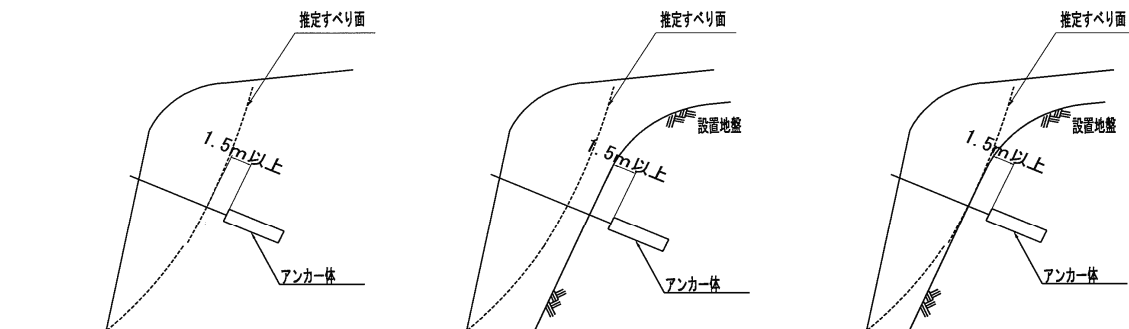 推定すべり面
1.5m以上
アンカー体
推定すべり面
設置地盤
1.5m以上
アンカー体
推定すべり面
設置地盤
1.5m以上
アンカー体